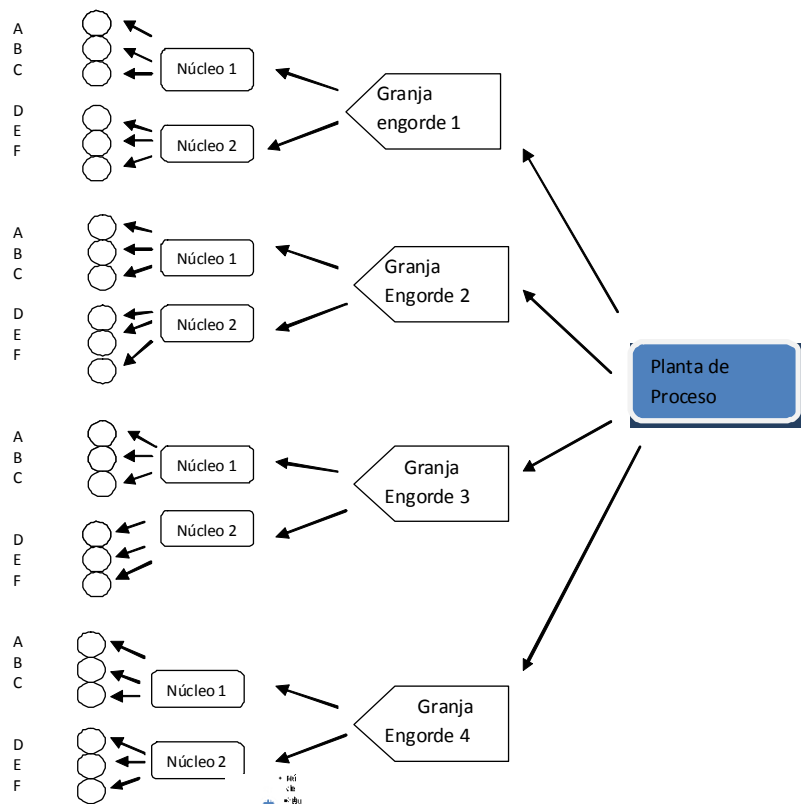 A
B
C
Núcleo 1
D
E
F
Núcleo 2
Granja
engorde 1
A
B
C
Núcleo 1
D
E
F
Núcleo 2
Granja
Engorde 2
Planta de
Proceso
A
B
C
Núcleo 1
D
E
F
Núcleo 2
Granja
Engorde 3
A
B
C
Núcleo 1
D
E
F
Núcleo 2
Granja
Engorde 4